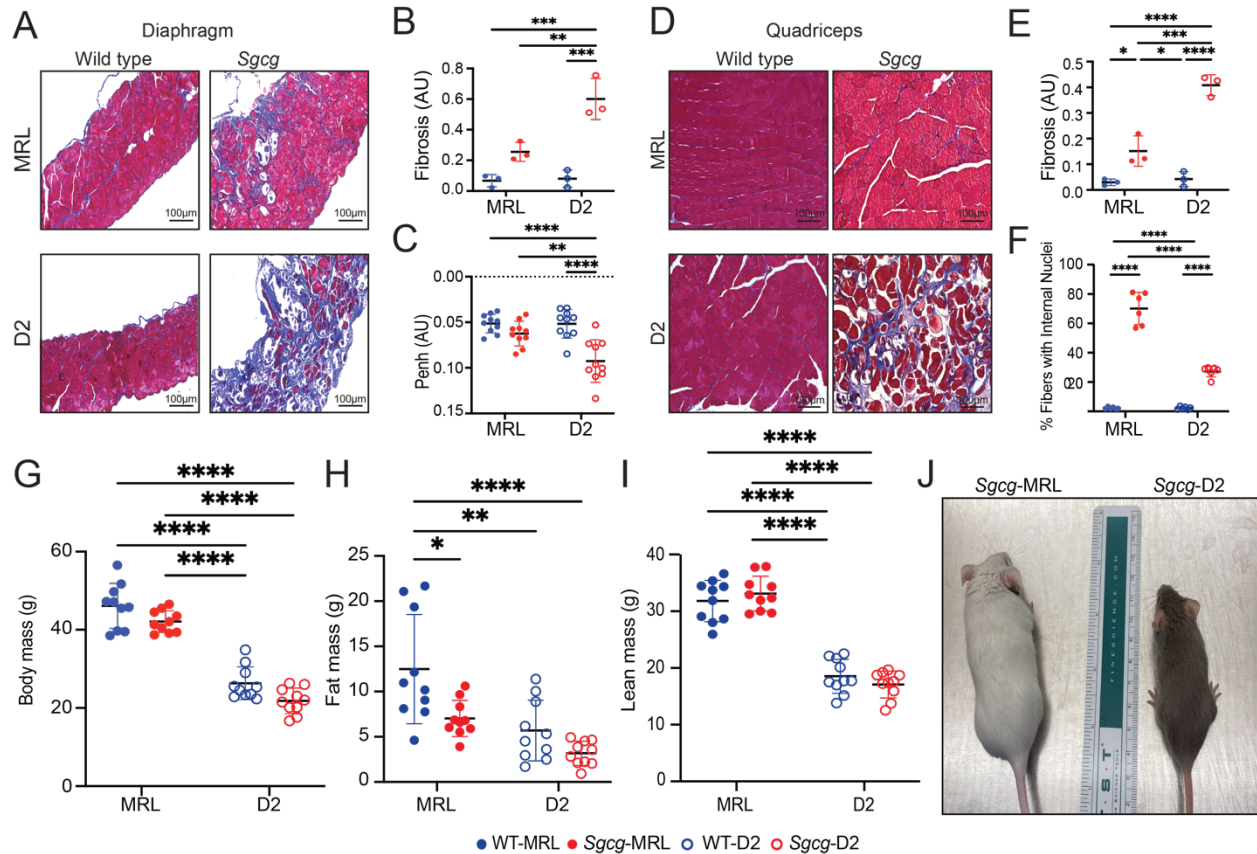 A
Diaphragm
Wild type
Sgcg
MRL
100µm
100µm
D2
100µm
100µm
B
***
**
***
Fibrosis (AU)
0.8
0.6
0.4
0.2
0.0
MRL
D2
C
****
**
****
Penh (AU)
0.00
0.05
0.10
0.15
MRL
D2
D
Quadriceps
Wild type
Sgcg
MRL
100µm
100µm
D2
100µm
E
****
***
*
*
****
Fibrosis (AU)
0.5
0.4
0.3
0.2
0.1
0.0
MRL
D2
F
****
****
****
****
% Fibers with Internal Nuclei
100
80
60
40
20
0
MRL
D2
G
****
****
****
****
Body mass (g)
60
40
20
0
MRL
D2
H
****
**
*
Fat mass (g)
25
20
15
10
5
0
MRL
D2
I
****
****
****
****
Lean mass (g)
40
30
20
10
0
MRL
D2
J
Sgcg-MRL
Sgcg-D2
FINESCIENCE.COM
F·S·T
WT-MRL
Sgcg-MRL
WT-D2
Sgcg-D2